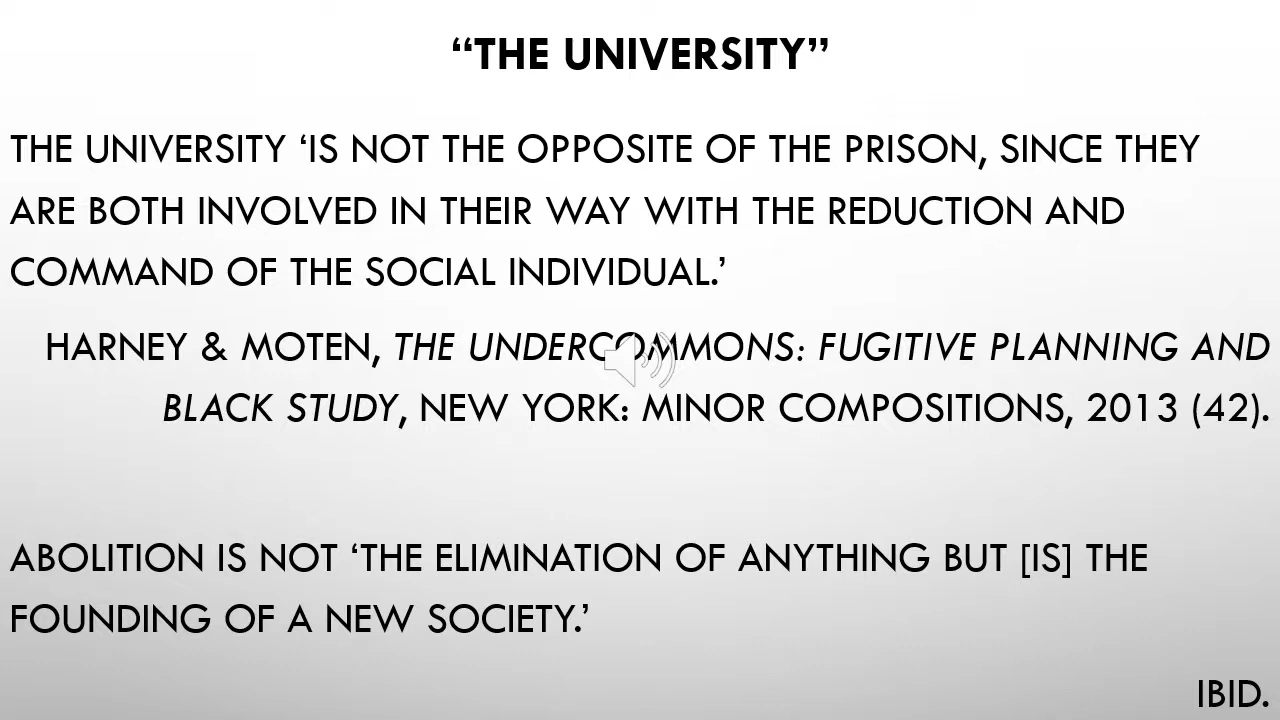 “THE UNIVERSITY”
THE UNIVERSITY ‘IS NOT THE OPPOSITE OF THE PRISON, SINCE THEY
ARE BOTH INVOLVED IN THEIR WAY WITH THE REDUCTION AND
COMMAND OF THE SOCIAL INDIVIDUAL.’
HARNEY & MOTEN, THE UNDERCOMMONS: FUGITIVE PLANNING AND
BLACK STUDY, NEW YORK: MINOR COMPOSITIONS, 2013 (42).
ABOLITION IS NOT ‘THE ELIMINATION OF ANYTHING BUT [IS] THE
FOUNDING OF A NEW SOCIETY.’
IBID.